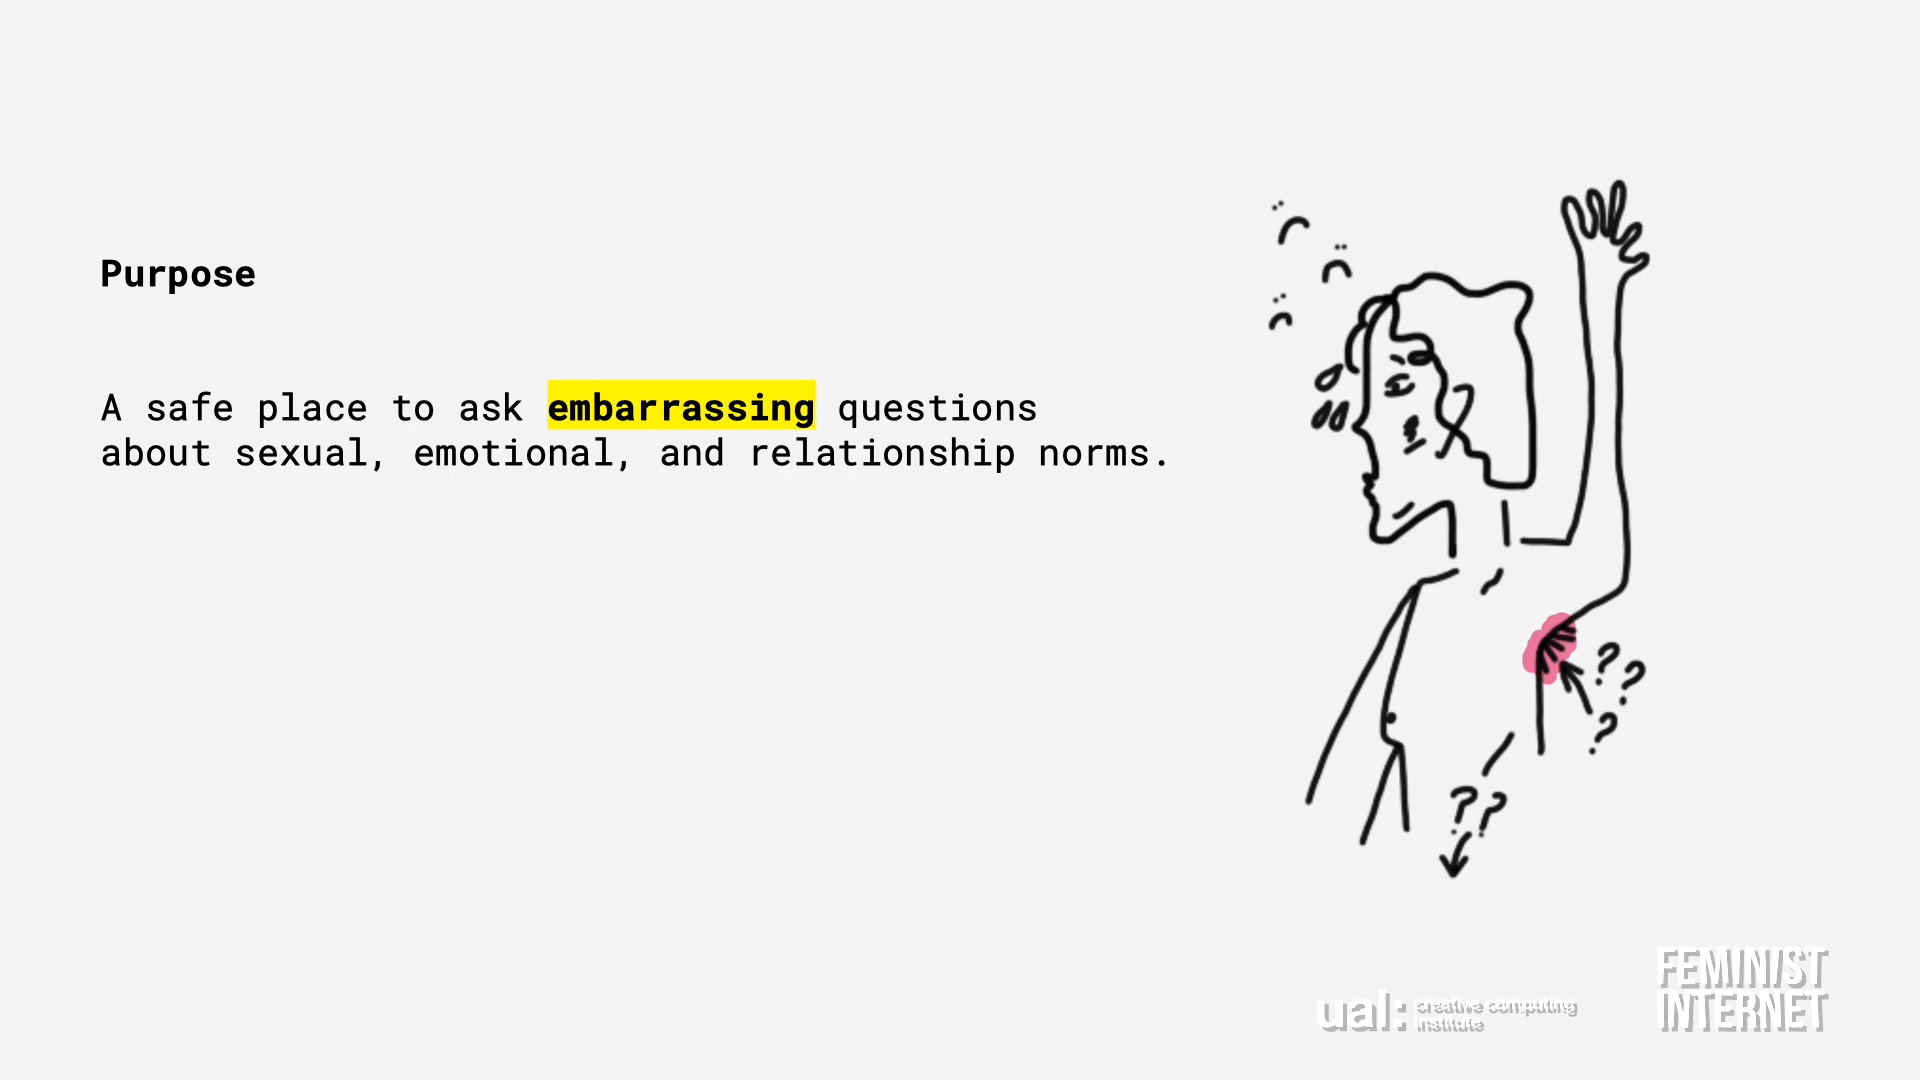 Purpose
A safe place to ask embarrassing questions
about sexual, emotional, and relationship norms.
??
?
??
ual: creative computing
institute
FEMINIST
INTERNET